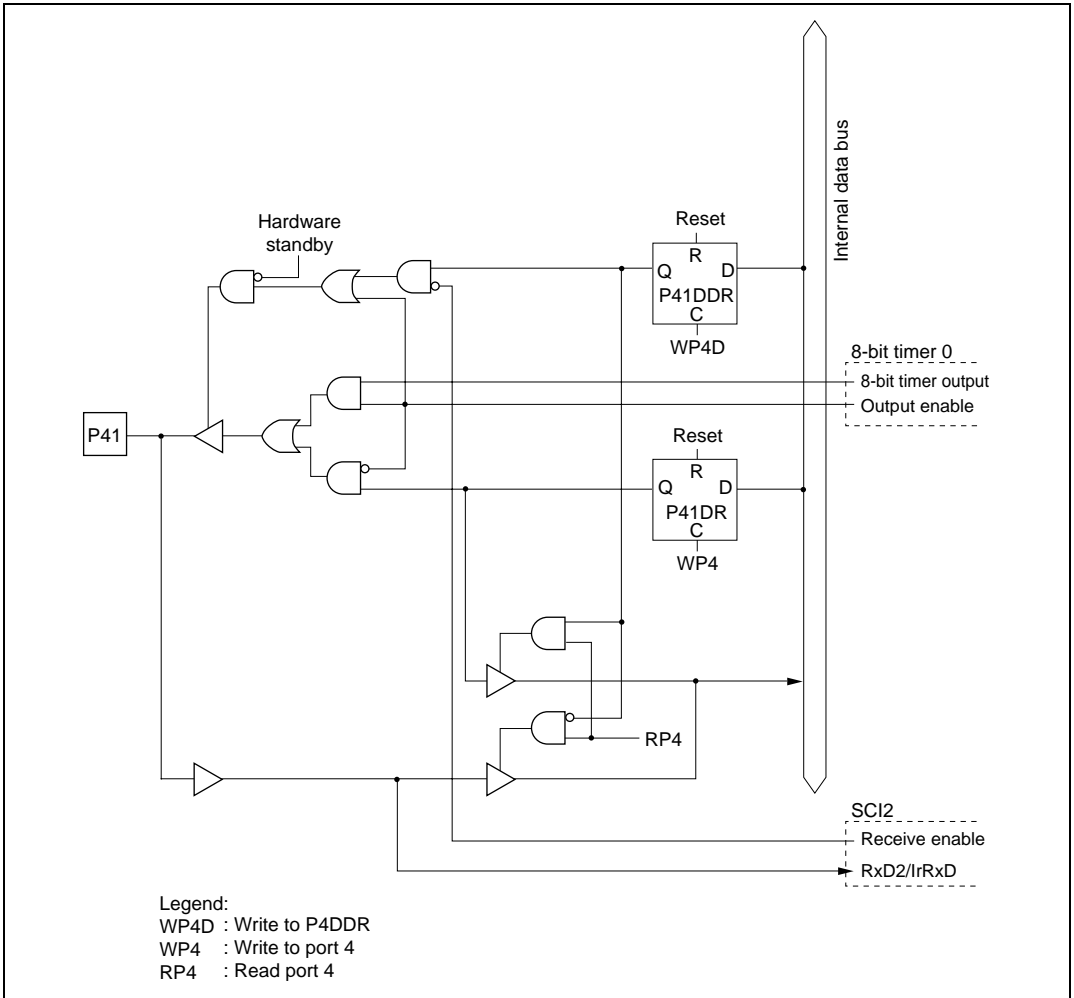 Internal data bus
Hardware
standby
Reset
R
Q
D
P41DDR
C
WP4D
8-bit timer 0
8-bit timer output
Output enable
P41
Reset
R
Q
D
P41DR
C
WP4
RP4
SCI2
Receive enable
RxD2/IrRxD
Legend:
WP4D : Write to P4DDR
WP4 : Write to port 4
RP4 : Read port 4